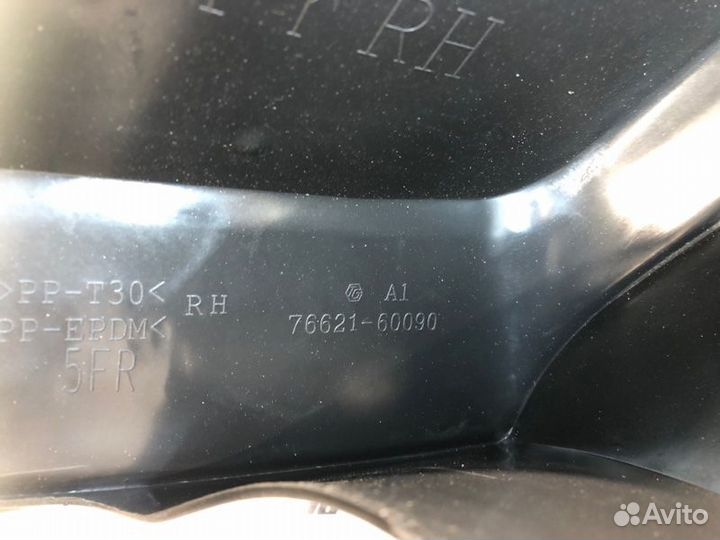 RH
>PP-T30<
PP-EPDM<
RH
5FR
A1
76621-60090
Avito